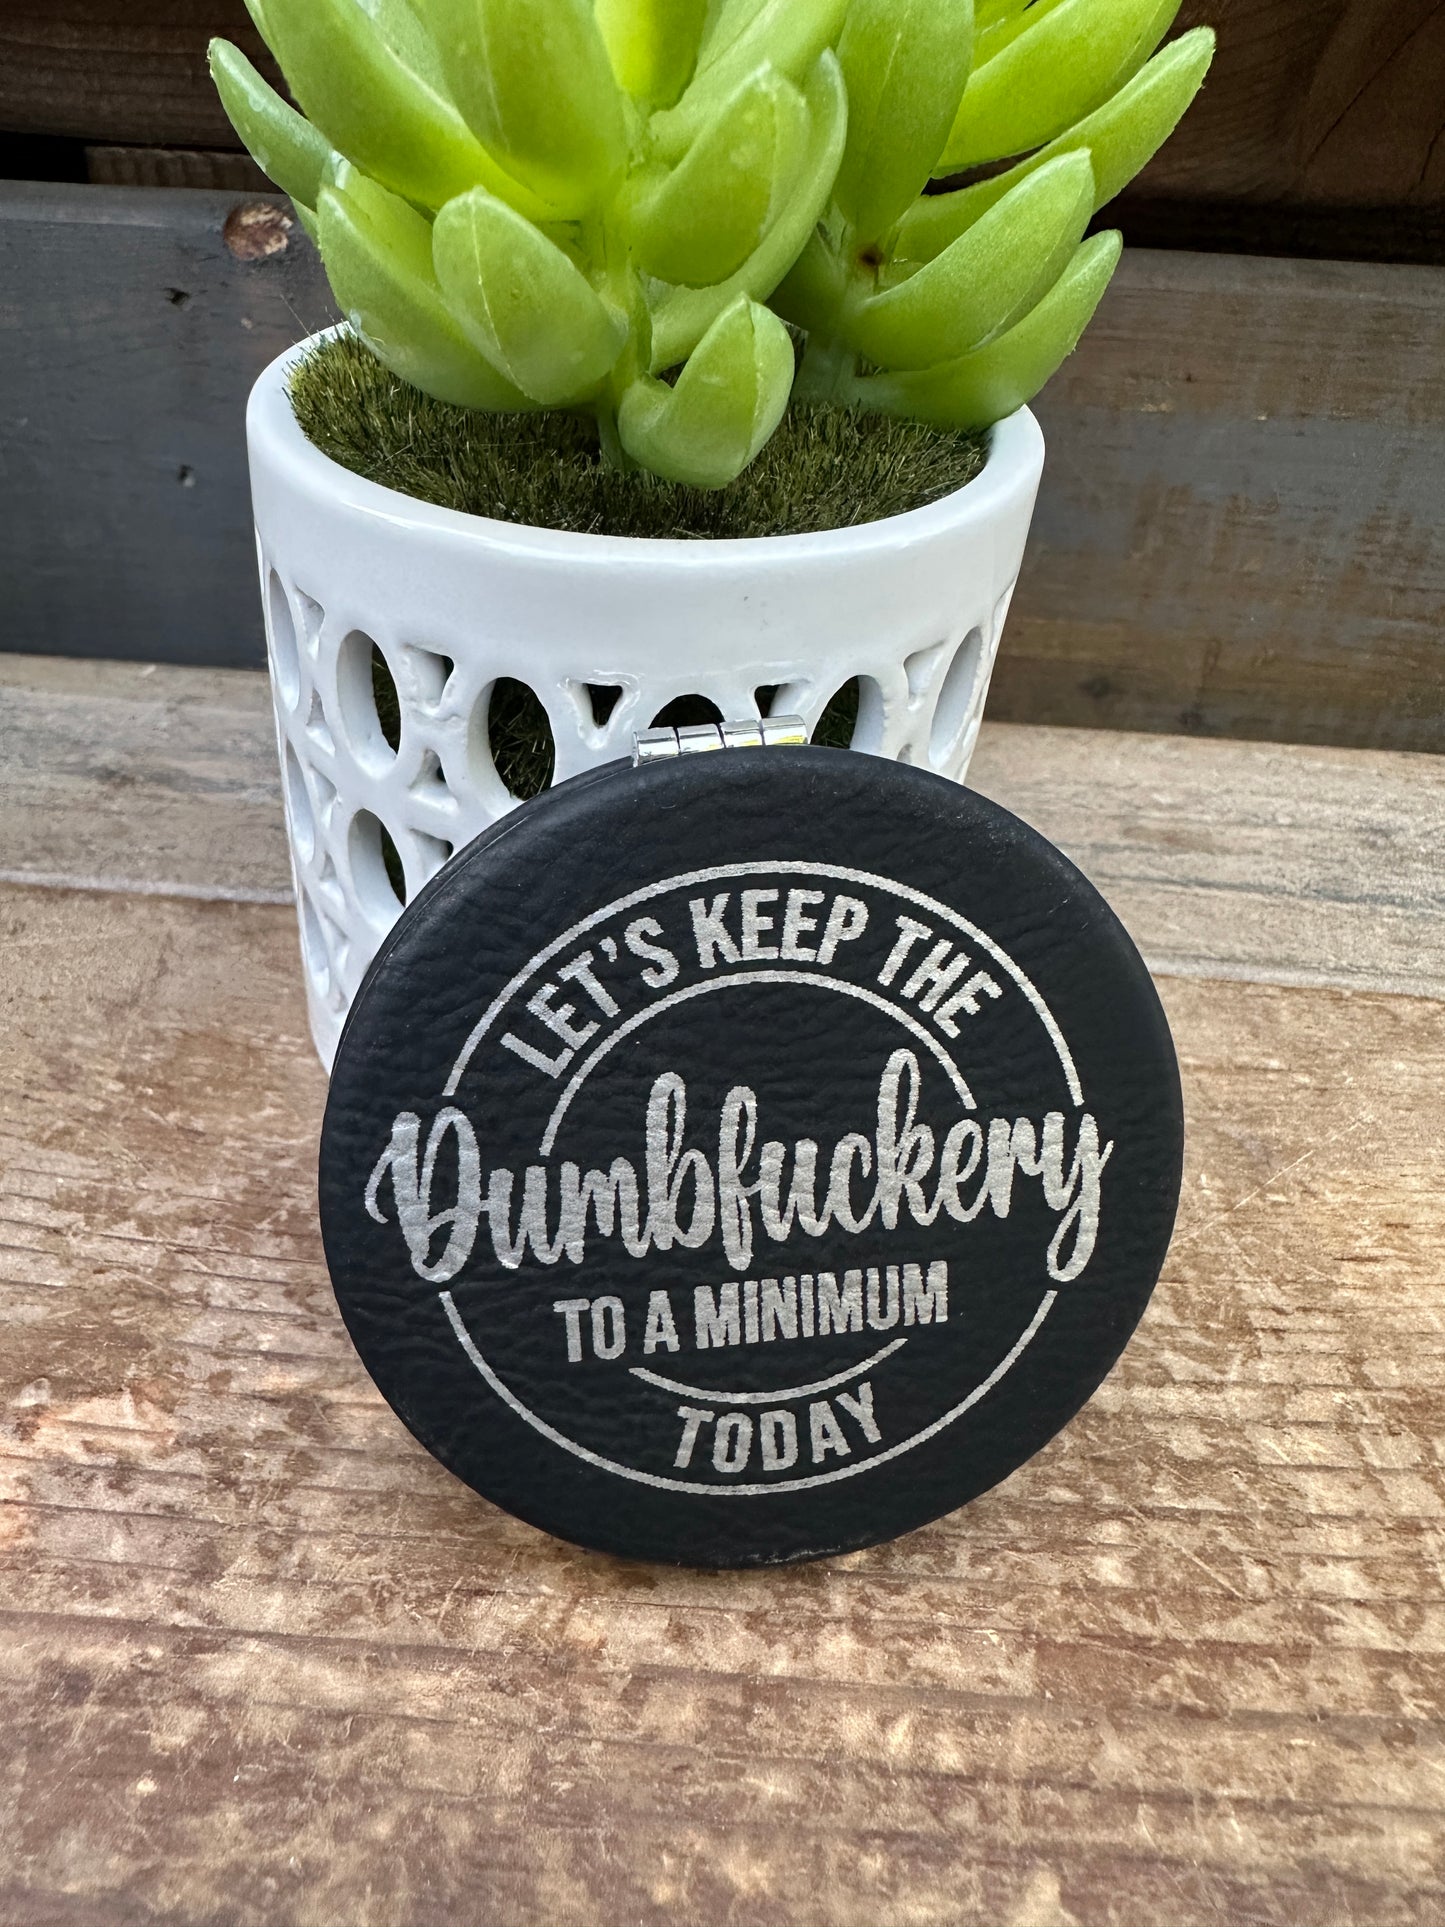 LET'S KEEP THE
Dumbfuckery
TO A MINIMUM
TODAY